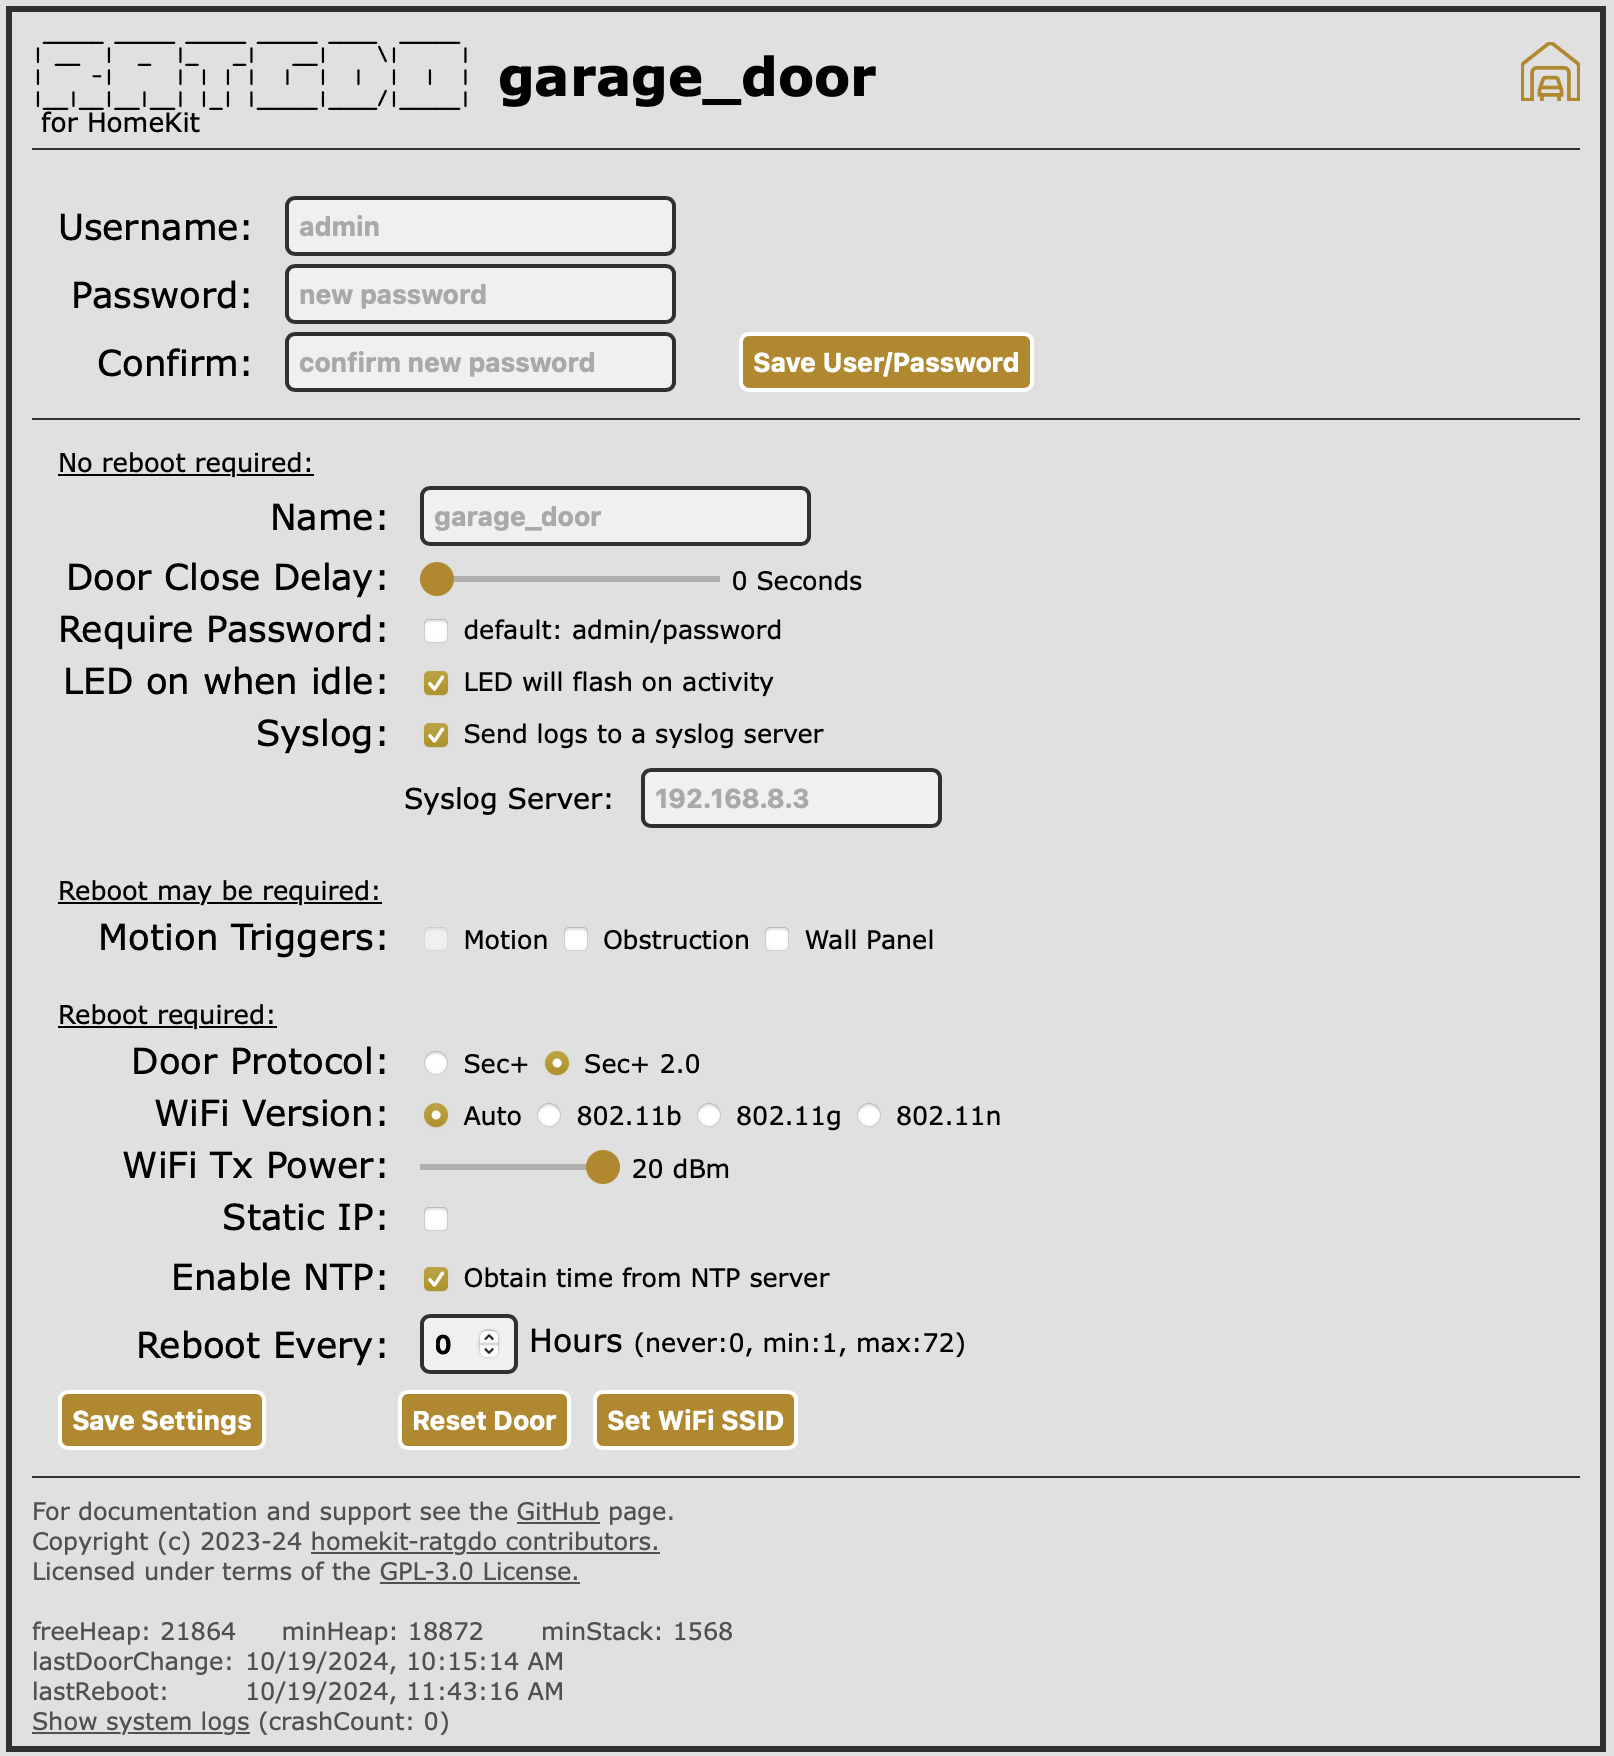 garage_door
for HomeKit
Username: admin
Password: new password
Confirm: confirm new password Save User/Password
No reboot required:
Name: garage_door
Door Close Delay: 0 Seconds
Require Password: default: admin/password
LED on when idle: LED will flash on activity
Syslog: Send logs to a syslog server
Syslog Server: 192.168.8.3
Reboot may be required:
Motion Triggers: Motion Obstruction Wall Panel
Reboot required:
Door Protocol: Sec+ Sec+ 2.0
WiFi Version: Auto 802.11b 802.11g 802.11n
WiFi Tx Power: 20 dBm
Static IP:
Enable NTP: Obtain time from NTP server
Reboot Every: 0 Hours (never:0, min:1, max:72)
Save Settings Reset Door Set WiFi SSID
For documentation and support see the GitHub page.
Copyright (c) 2023-24 homekit-ratgdo contributors.
Licensed under terms of the GPL-3.0 License.
freeHeap: 21864 minHeap: 18872 minStack: 1568
lastDoorChange: 10/19/2024, 10:15:14 AM
lastReboot: 10/19/2024, 11:43:16 AM
Show system logs (crashCount: 0)